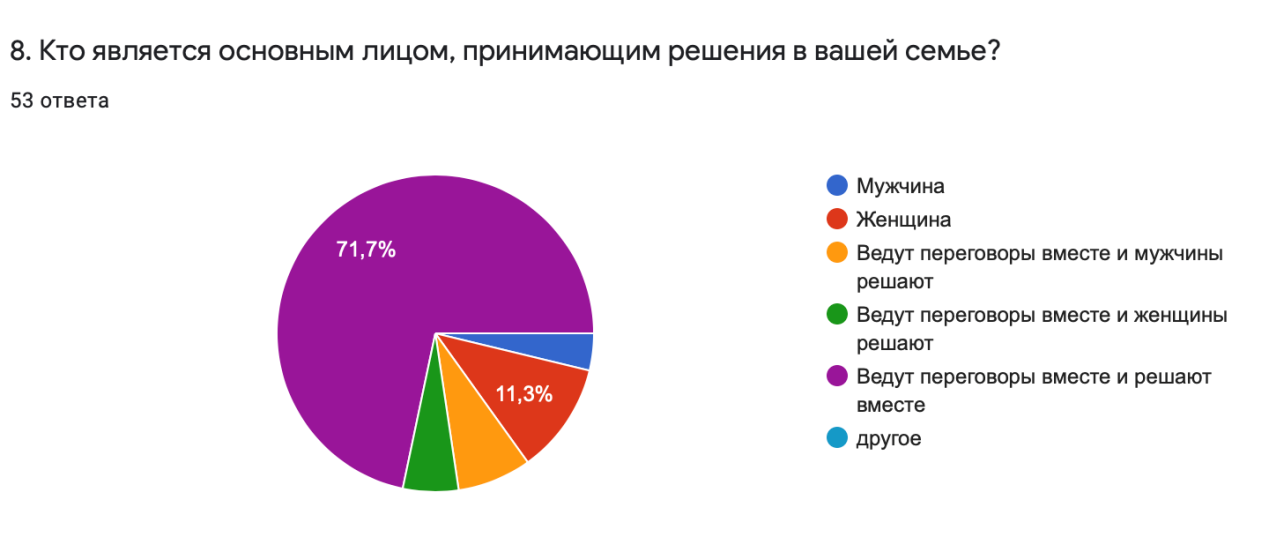 8. Кто является основным лицом, принимающим решения в вашей семье?
53 ответа
71,7%
11,3%
Мужчина
Женщина
Ведут переговоры вместе и мужчины
решают
Ведут переговоры вместе и женщины
решают
Ведут переговоры вместе и решают
вместе
другое